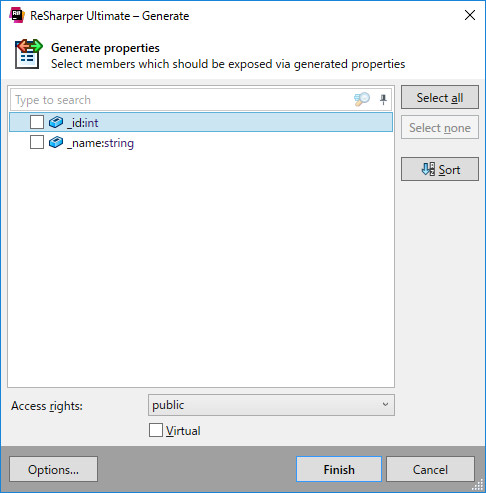 ReSharper Ultimate – Generate
Generate properties
Select members which should be exposed via generated properties
Type to search
Select all
_id:int
Select none
_name:string
Sort
Access rights:
public
Virtual
Options...
Finish
Cancel